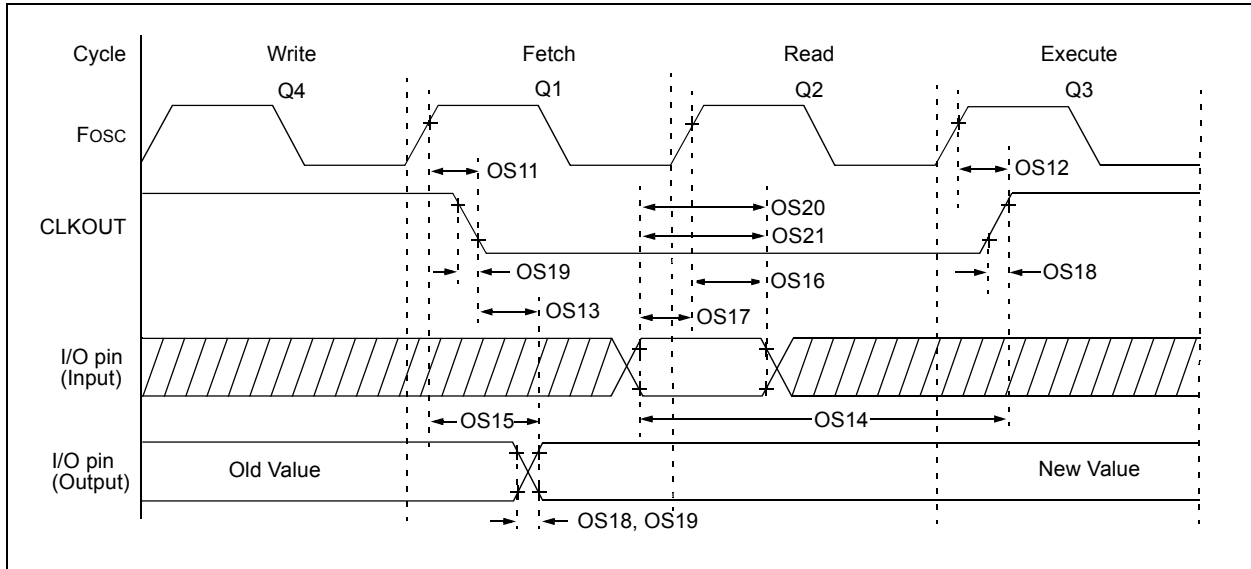 Cycle Write Fetch Read Execute
Q4 Q1 Q2 Q3
Fosc
OS11 OS12
OS20
CLKOUT OS21
OS19 OS16 OS18
OS13 OS17
I/O pin
(Input)
OS15 OS14
I/O pin
(Output)
Old Value New Value
OS18, OS19